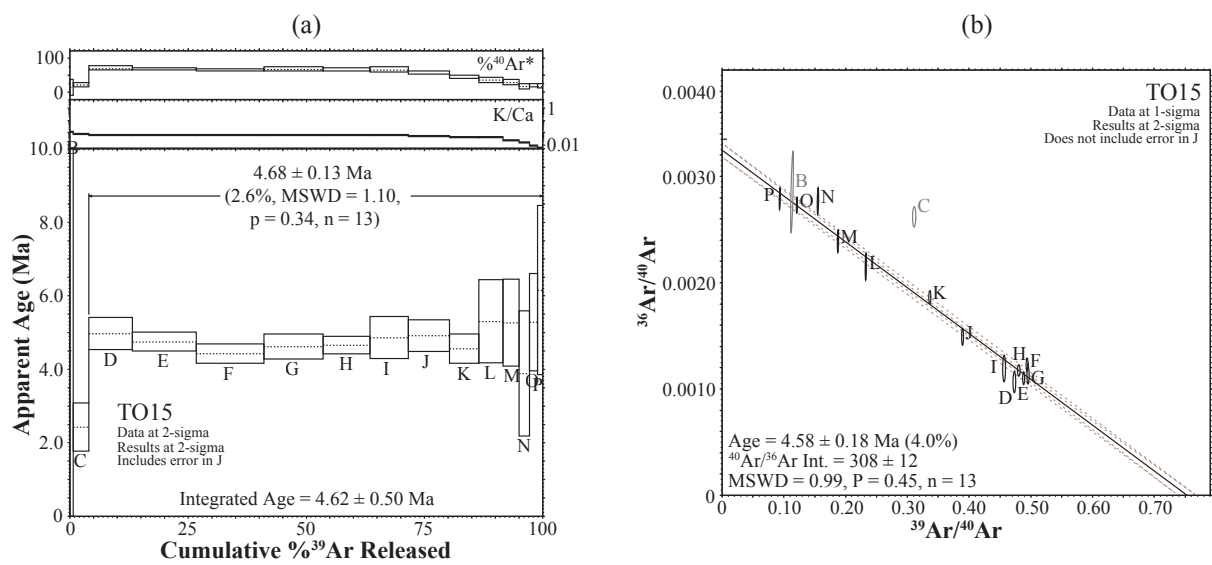 (a)
100
%⁴⁰Ar*
0
K/Ca
1
0.01
B
10.0
8.0
6.0
4.0
2.0
0
Apparent Age (Ma)
4.68 ± 0.13 Ma
(2.6%, MSWD = 1.10,
p = 0.34, n = 13)
C
D
E
F
G
H
I
J
K
L
M
N
O
P
TO15
Data at 2-sigma
Results at 2-sigma
Includes error in J
Integrated Age = 4.62 ± 0.50 Ma
0 25 50 75 100
Cumulative %³⁹Ar Released
(b)
0.0040
0.0030
0.0020
0.0010
0
³⁶Ar/⁴⁰Ar
TO15
Data at 1-sigma
Results at 2-sigma
Does not include error in J
P
B
O
N
C
M
L
K
J
I
H
F
G
D
E
Age = 4.58 ± 0.18 Ma (4.0%)
⁴⁰Ar/³⁶Ar Int. = 308 ± 12
MSWD = 0.99, P = 0.45, n = 13
0 0.10 0.20 0.30 0.40 0.50 0.60 0.70
³⁹Ar/⁴⁰Ar